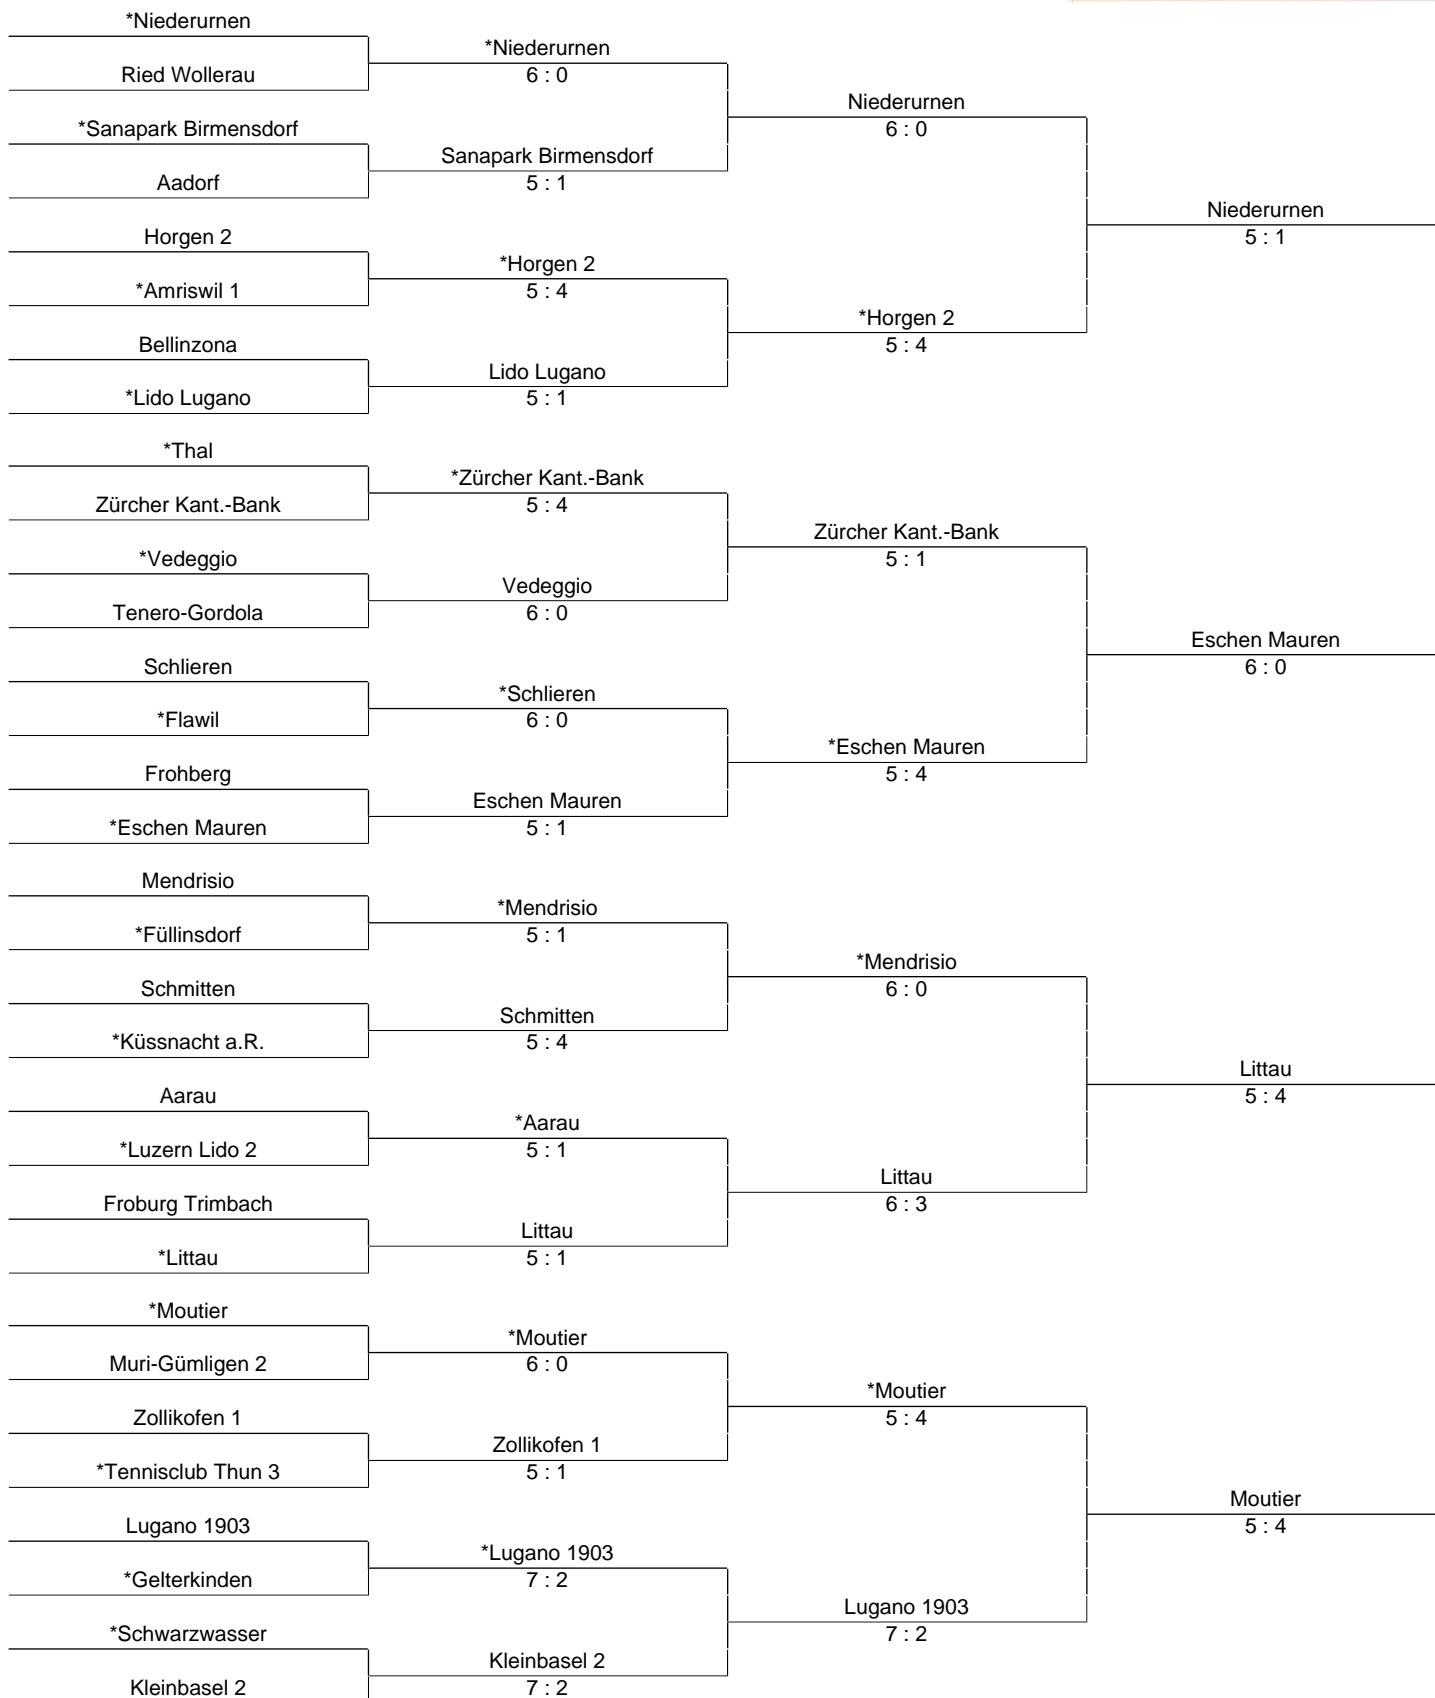 *Niederurnen
Ried Wollerau
*Sanapark Birmensdorf
Aadorf
Horgen 2
*Amriswil 1
Bellinzona
*Lido Lugano
*Thal
Zürcher Kant.-Bank
*Vedeggio
Tenero-Gordola
Schlieren
*Flawil
Frohberg
*Eschen Mauren
Mendrisio
*Füllinsdorf
Schmitten
*Küssnacht a.R.
Aarau
*Luzern Lido 2
Froburg Trimbach
*Littau
*Moutier
Muri-Gümligen 2
Zollikofen 1
*Tennisclub Thun 3
Lugano 1903
*Gelterkinden
*Schwarzwasser
Kleinbasel 2
*Niederurnen
6 : 0
Sanapark Birmensdorf
5 : 1
*Horgen 2
5 : 4
Lido Lugano
5 : 1
*Zürcher Kant.-Bank
5 : 4
Vedeggio
6 : 0
*Schlieren
6 : 0
Eschen Mauren
5 : 1
*Mendrisio
5 : 1
Schmitten
5 : 4
*Aarau
5 : 1
Littau
5 : 1
*Moutier
6 : 0
Zollikofen 1
5 : 1
*Lugano 1903
7 : 2
Kleinbasel 2
7 : 2
Niederurnen
6 : 0
*Horgen 2
5 : 4
Zürcher Kant.-Bank
5 : 1
*Eschen Mauren
5 : 4
*Mendrisio
6 : 0
Littau
6 : 3
*Moutier
5 : 4
Lugano 1903
7 : 2
Niederurnen
5 : 1
Eschen Mauren
6 : 0
Littau
5 : 4
Moutier
5 : 4